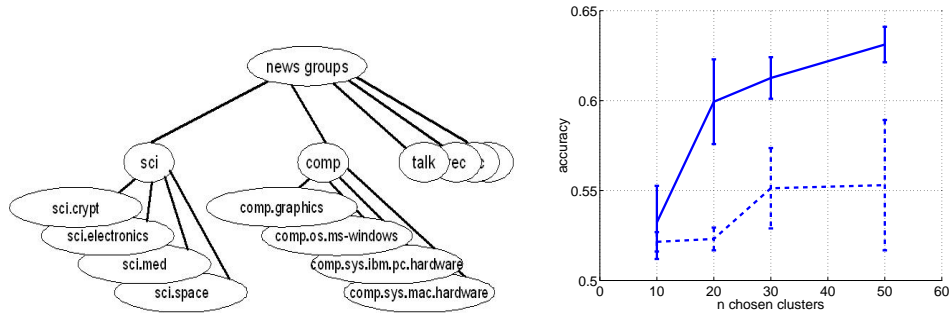 news groups
sci
comp
talk
ec
c
sci.crypt
sci.electronics
sci.med
sci.space
comp.graphics
comp.os.ms-windows
comp.sys.ibm.pc.hardware
comp.sys.mac.hardware
0.65
0.6
0.55
0.5
accuracy
0 10 20 30 40 50 60
n chosen clusters